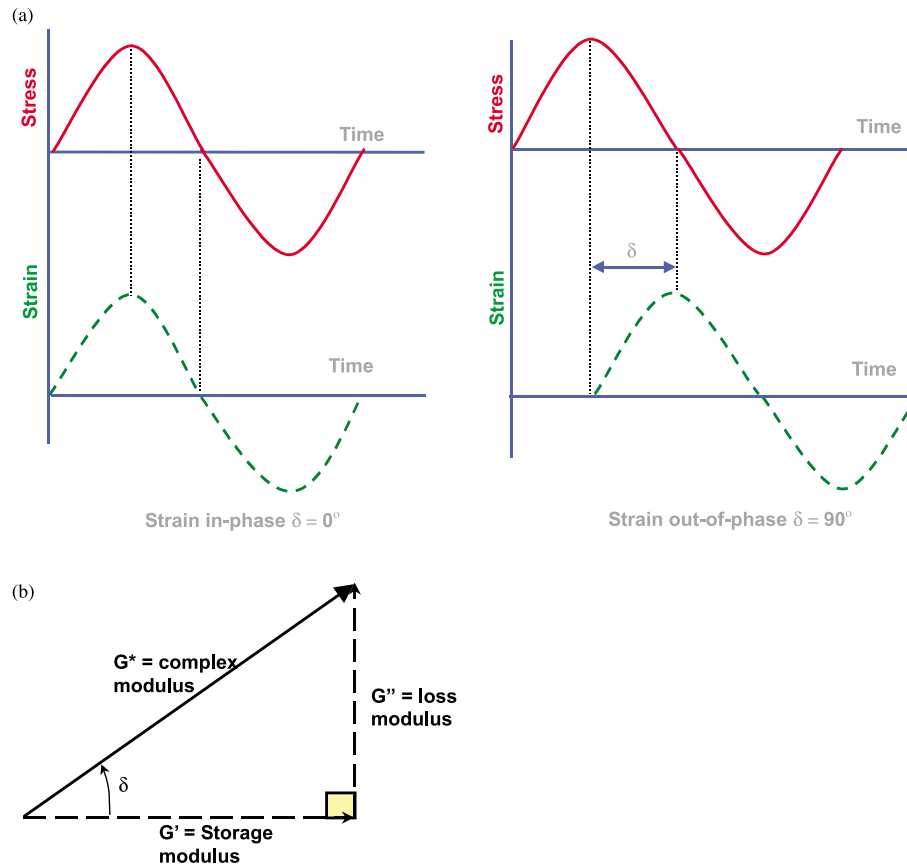 (a)
Stress
Time
Strain
Time
Strain in-phase δ = 0°
Stress
Time
δ
Strain
Time
Strain out-of-phase δ = 90°
(b)
G* = complex
modulus
G” = loss
modulus
δ
G’ = Storage
modulus